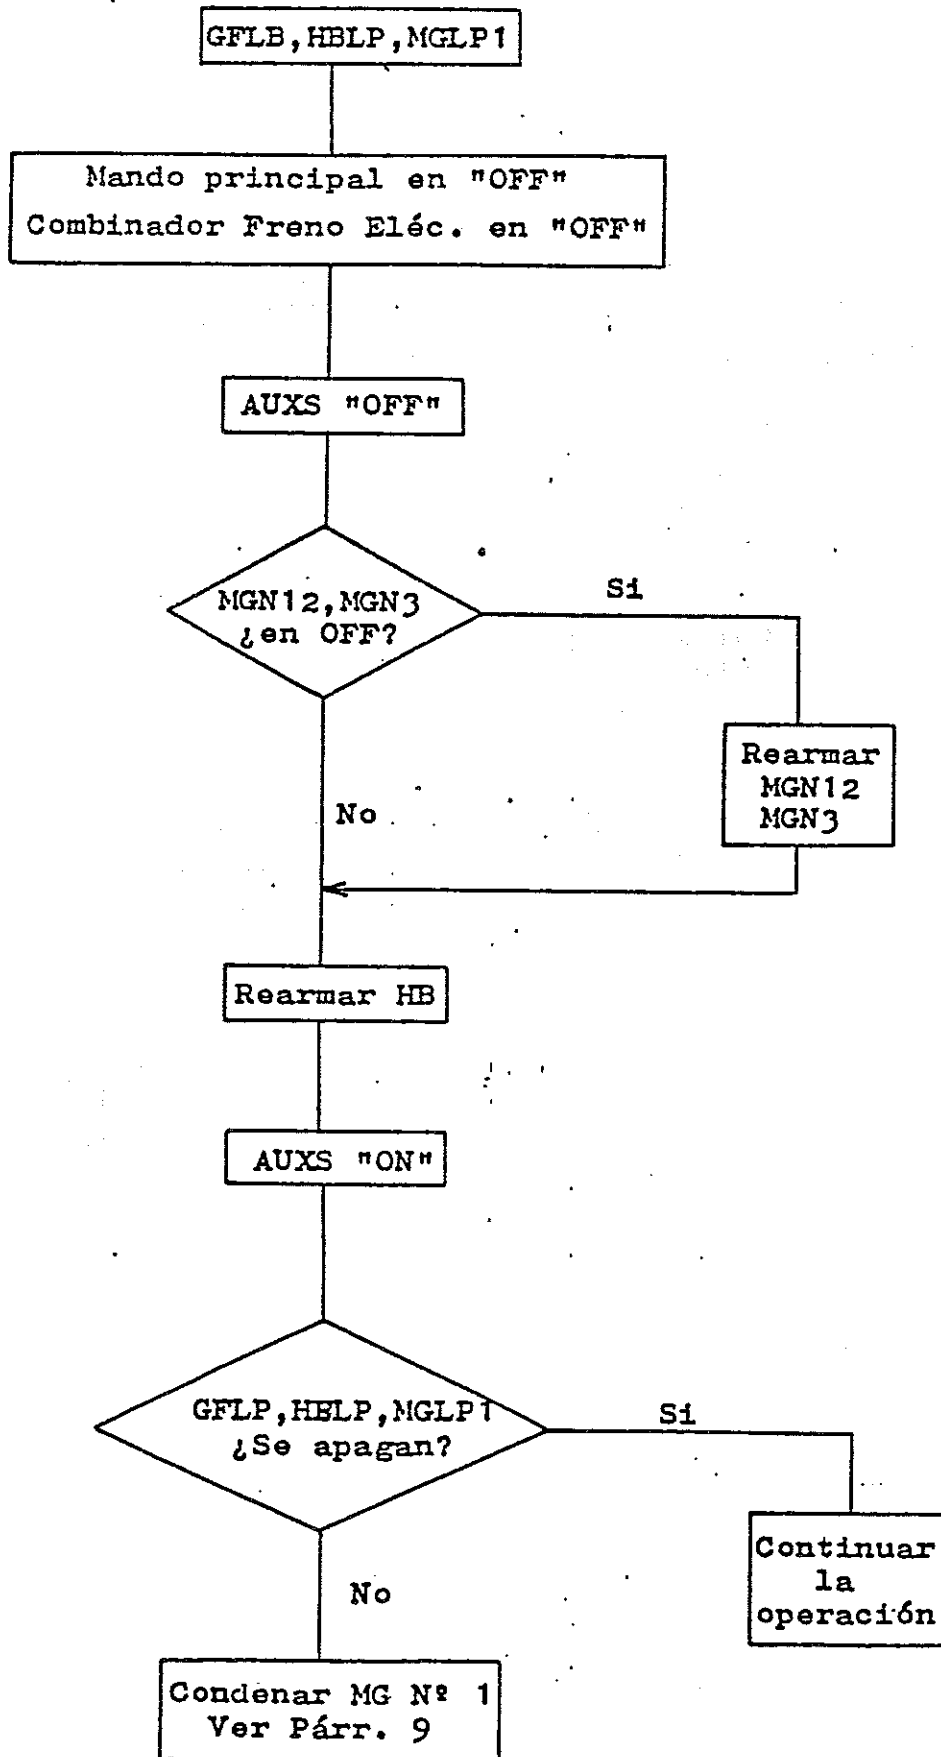 GFLB,HBLP,MGLP1
Mando principal en "OFF"
Combinador Freno Eléc. en "OFF"
AUXS "OFF"
MGN12,MGN3
¿en OFF?
Si
Rearmar
MGN12
MGN3
No
Rearmar HB
AUXS "ON"
GFLP,HBLP,MGLP1
¿Se apagan?
Si
Continuar
la
operación
No
Condenar MG Nº 1
Ver Párr. 9